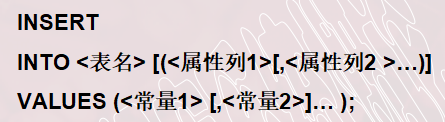 INSERT
INTO <表名> [(<属性列1>[,<属性列2 >…)]
VALUES (<常量1> [,<常量2>]… );